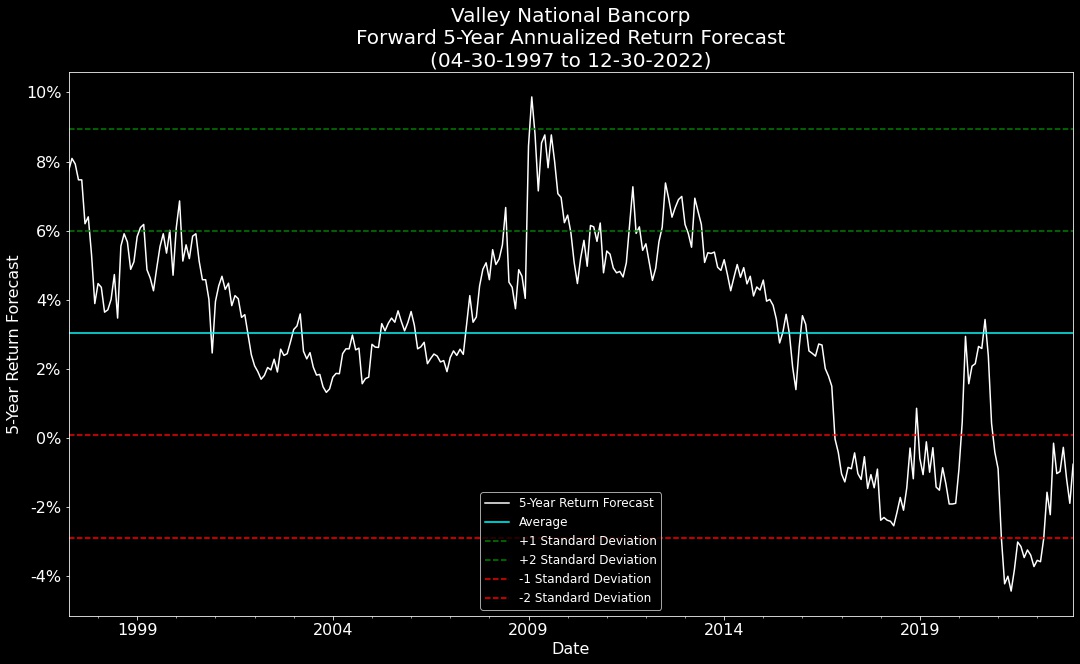 Valley National Bancorp
Forward 5-Year Annualized Return Forecast
(04-30-1997 to 12-30-2022)
5-Year Return Forecast
10%
8%
6%
4%
2%
0%
-2%
-4%
5-Year Return Forecast
Average
+1 Standard Deviation
+2 Standard Deviation
-1 Standard Deviation
-2 Standard Deviation
1999
2004
2009
2014
2019
Date